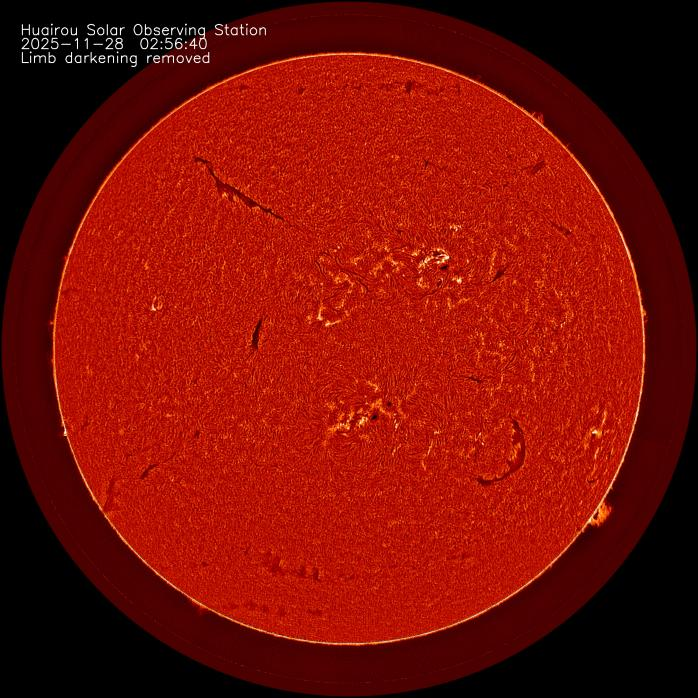 Huairou Solar Observing Station
2025-11-28 02:56:40
Limb darkening removed